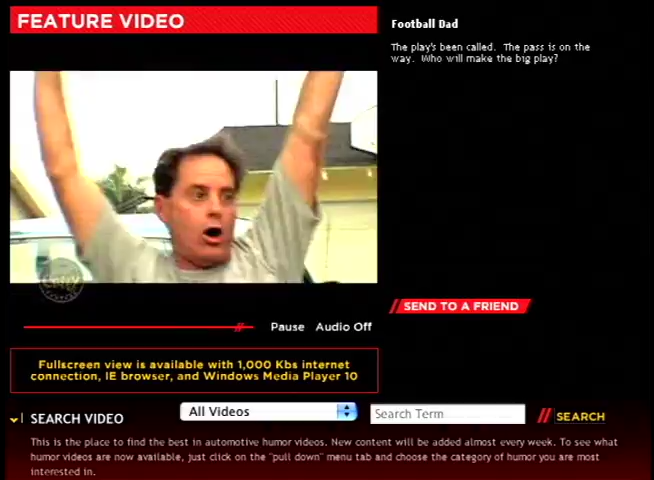 FEATURE VIDEO
Football Dad
The play's been called. The pass is on the
way. Who will make the big play?
SEND TO A FRIEND
Pause Audio Off
Fullscreen view is available with 1,000 Kbs internet
connection, IE browser, and Windows Media Player 10
SEARCH VIDEO
All Videos
Search Term
SEARCH
This is the place to find the best in automotive humor videos. New content will be added almost every week. To see what
humor videos are now available, just click on the "pull down" menu tab and choose the category of humor you are most
interested in.